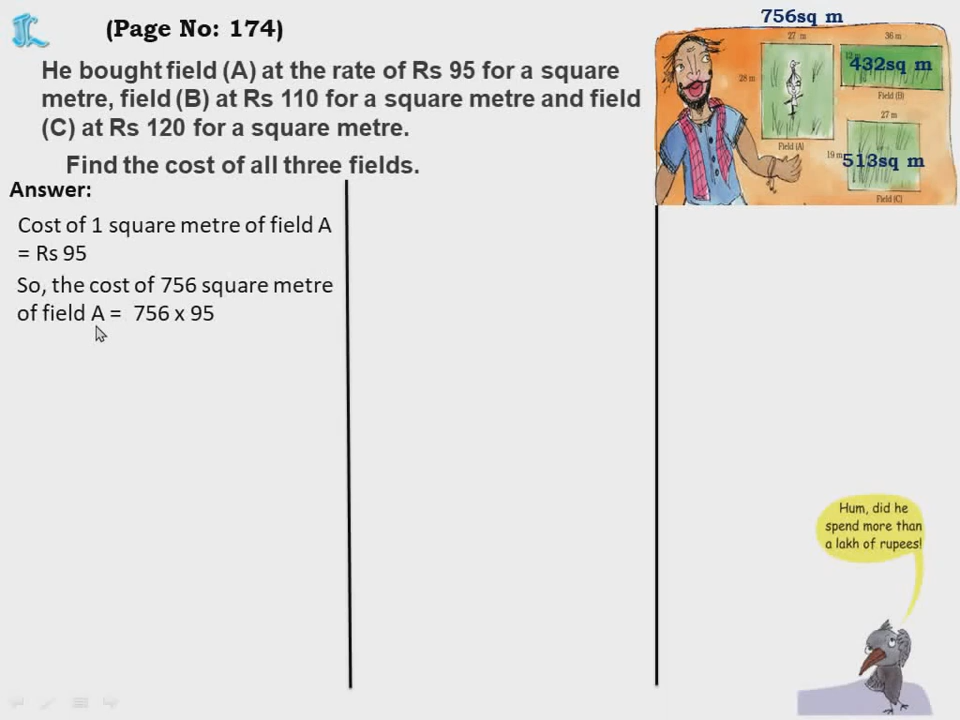 (Page No: 174)
He bought field (A) at the rate of Rs 95 for a square
metre, field (B) at Rs 110 for a square metre and field
(C) at Rs 120 for a square metre.
Find the cost of all three fields.
756sq m
27 m
36 m
28 m
432sq m
Field (B)
27 m
Field (A)
19 m
513sq m
Field (C)
Answer:
Cost of 1 square metre of field A
= Rs 95
So, the cost of 756 square metre
of field A = 756 x 95
Hum, did he
spend more than
a lakh of rupees!